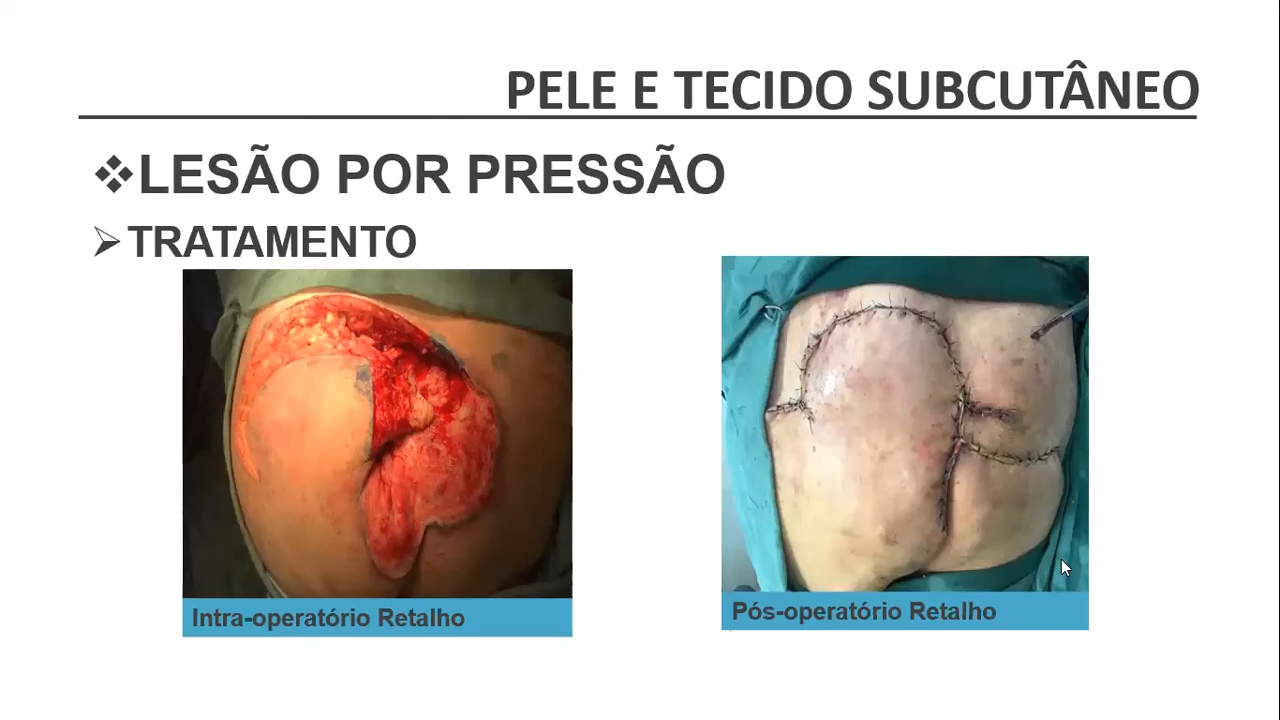 PELE E TECIDO SUBCUTÂNEO
LESÃO POR PRESSÃO
TRATAMENTO
Intra-operatório Retalho
Pós-operatório Retalho